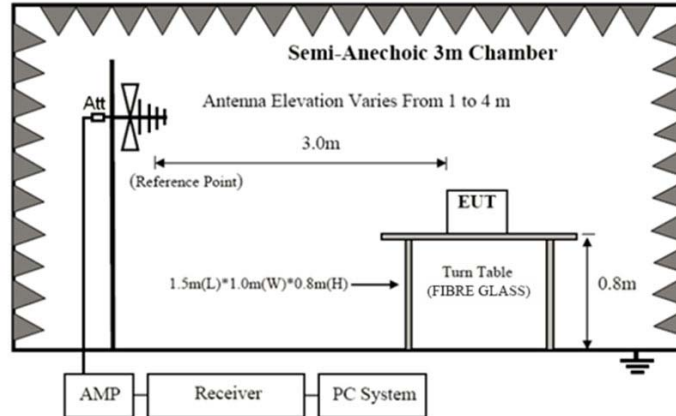 Semi-Anechoic 3m Chamber
Att
Antenna Elevation Varies From 1 to 4 m
3.0m
(Reference Point)
EUT
1.5m(L)*1.0m(W)*0.8m(H)
Turn Table
(FIBRE GLASS)
0.8m
AMP
Receiver
PC System